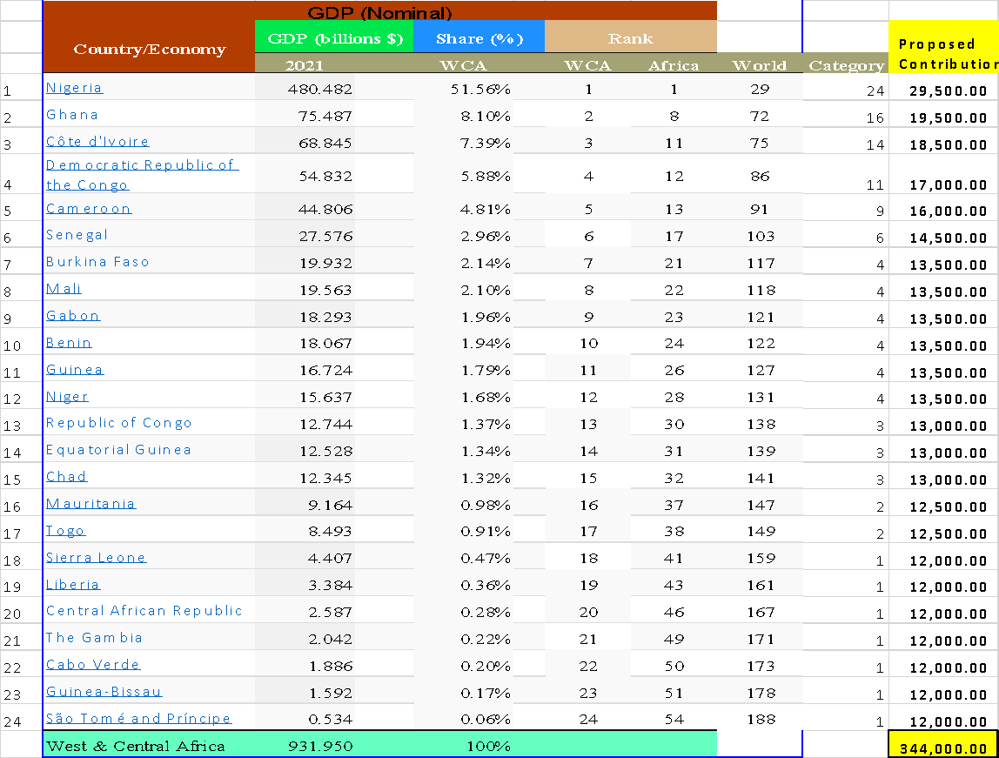 GDP (Nominal)
Country/Economy GDP (billions $) Share (%) Rank Proposed
2021 WCA WCA Africa World Category Contribution
1 Nigeria 480.482 51.56% 1 1 29 24 29,500.00
2 Ghana 75.487 8.10% 2 8 72 16 19,500.00
3 Côte d'Ivoire 68.845 7.39% 3 11 75 14 18,500.00
Democratic Republic of
4 the Congo 54.832 5.88% 4 12 86 11 17,000.00
5 Cameroon 44.806 4.81% 5 13 91 9 16,000.00
6 Senegal 27.576 2.96% 6 17 103 6 14,500.00
7 Burkina Faso 19.932 2.14% 7 21 117 4 13,500.00
8 Mali 19.563 2.10% 8 22 118 4 13,500.00
9 Gabon 18.293 1.96% 9 23 121 4 13,500.00
10 Benin 18.067 1.94% 10 24 122 4 13,500.00
11 Guinea 16.724 1.79% 11 26 127 4 13,500.00
12 Niger 15.637 1.68% 12 28 131 4 13,500.00
13 Republic of Congo 12.744 1.37% 13 30 138 3 13,000.00
14 Equatorial Guinea 12.528 1.34% 14 31 139 3 13,000.00
15 Chad 12.345 1.32% 15 32 141 3 13,000.00
16 Mauritania 9.164 0.98% 16 37 147 2 12,500.00
17 Togo 8.493 0.91% 17 38 149 2 12,500.00
18 Sierra Leone 4.407 0.47% 18 41 159 1 12,000.00
19 Liberia 3.384 0.36% 19 43 161 1 12,000.00
20 Central African Republic 2.587 0.28% 20 46 167 1 12,000.00
21 The Gambia 2.042 0.22% 21 49 171 1 12,000.00
22 Cabo Verde 1.886 0.20% 22 50 173 1 12,000.00
23 Guinea-Bissau 1.592 0.17% 23 51 178 1 12,000.00
24 São Tomé and Príncipe 0.534 0.06% 24 54 188 1 12,000.00
West & Central Africa 931.950 100% 344,000.00